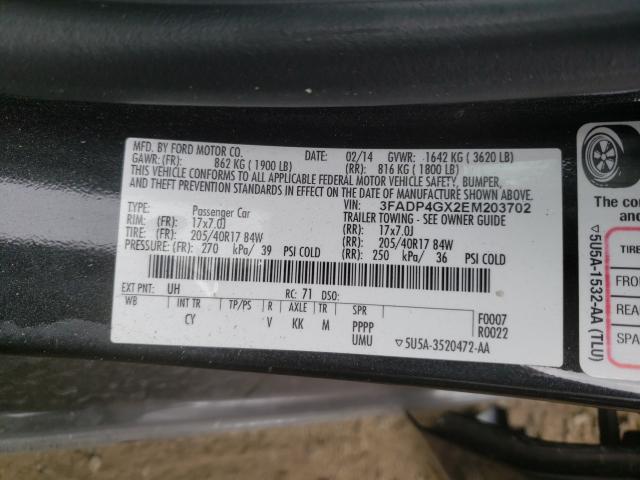 MFD. BY FORD MOTOR CO.
DATE: 02/14 GVWR: 1642 KG ( 3620 LB)
GAWR: (FR): 862 KG ( 1900 LB) (RR): 816 KG ( 1800 LB)
THIS VEHICLE CONFORMS TO ALL APPLICABLE FEDERAL MOTOR VEHICLE SAFETY, BUMPER,
AND THEFT PREVENTION STANDARDS IN EFFECT ON THE DATE OF MANUFACTURE SHOWN ABOVE.
VIN: 3FADP4GX2EM203702
TYPE: Passenger Car TRAILER TOWING - SEE OWNER GUIDE
RIM: (FR): 17x7.0J (RR): 17x7.0J
TIRE: (FR): 205/40R17 84W (RR): 205/40R17 84W
PRESSURE: (FR): 270 kPa/ 39 PSI COLD (RR): 250 kPa/ 36 PSI COLD
EXT PNT: UH RC: 71 DSO:
WB INT TR TP/PS R AXLE TR SPR
CY V KK M PPPP
UMU
F0007
R0022
▽5U5A-3520472-AA
The con
exceed
▽5U5A-1532-AA (TLU)
TIRE
FRO
REA
SPA